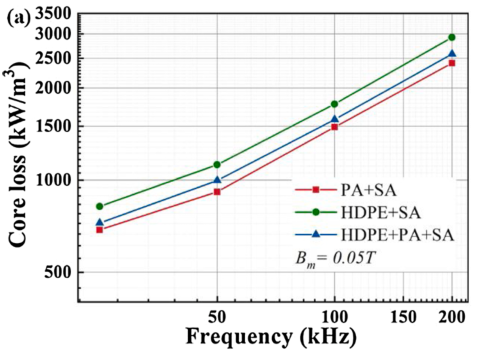 (a)
Core loss (kW/m³)
3500
3000
2500
2000
1500
1000
500
PA+SA
HDPE+SA
HDPE+PA+SA
Bₘ= 0.05T
50 100 150 200
Frequency (kHz)